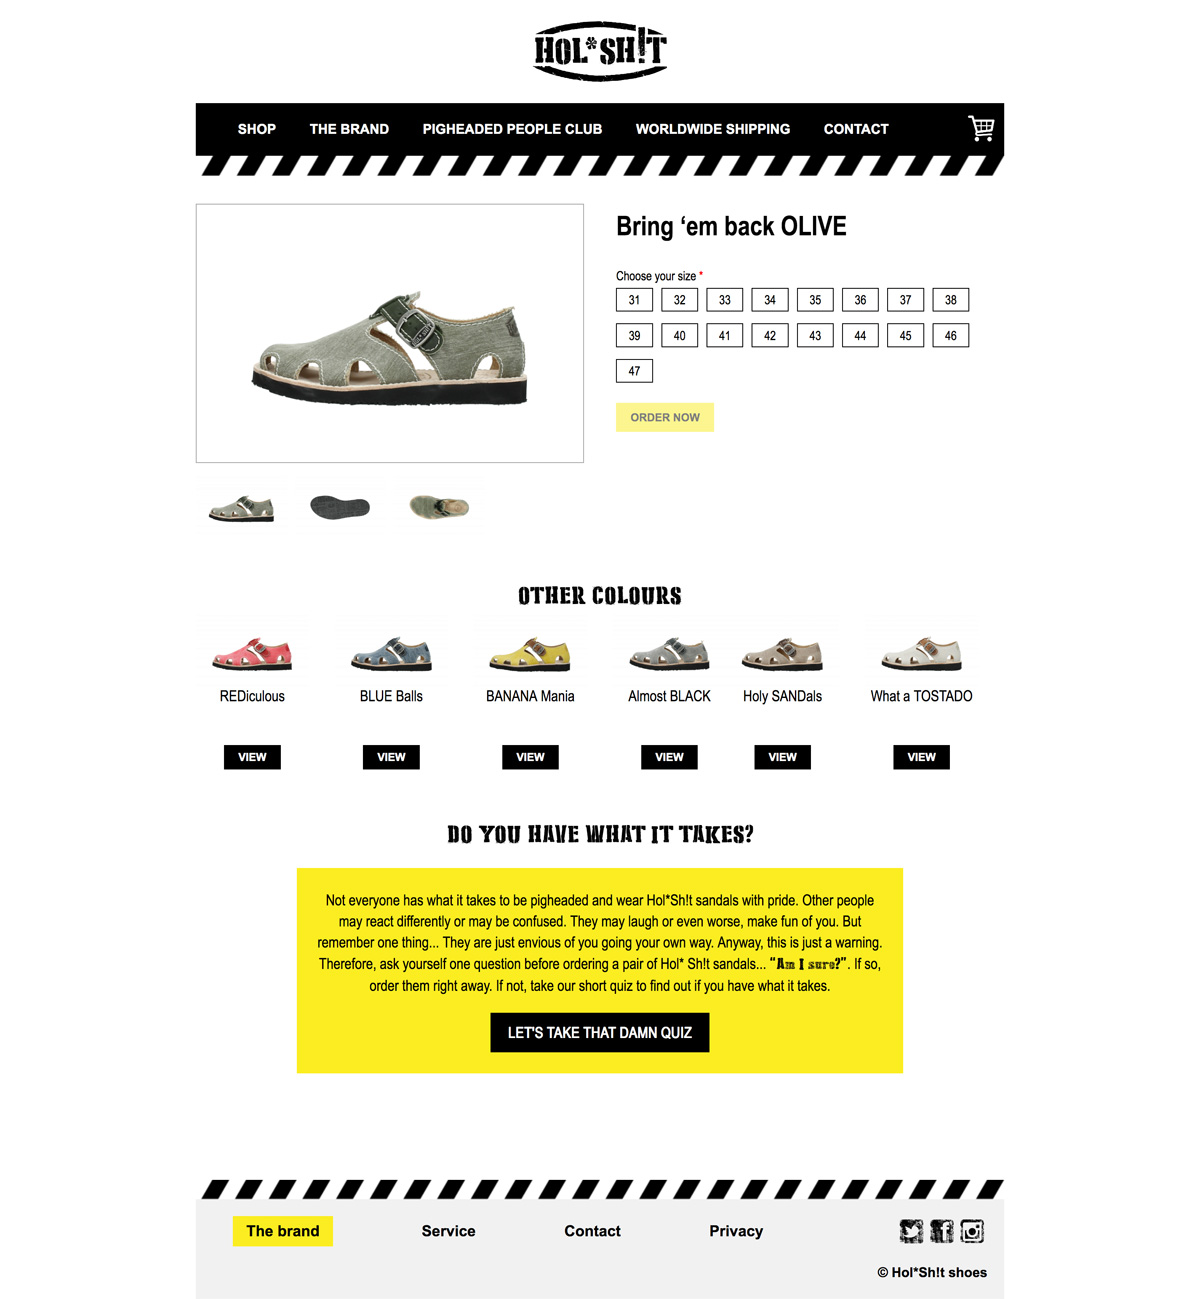 HOL*SH!T
SHOP THE BRAND PIGHEADED PEOPLE CLUB WORLDWIDE SHIPPING CONTACT
Bring ‘em back OLIVE
Choose your size *
31 32 33 34 35 36 37 38
39 40 41 42 43 44 45 46
47
ORDER NOW
OTHER COLOURS
REDiculous BLUE Balls BANANA Mania Almost BLACK Holy SANDals What a TOSTADO
VIEW VIEW VIEW VIEW VIEW VIEW
DO YOU HAVE WHAT IT TAKES?
Not everyone has what it takes to be pigheaded and wear Hol*Sh!t sandals with pride. Other people
may react differently or may be confused. They may laugh or even worse, make fun of you. But
remember one thing... They are just envious of you going your own way. Anyway, this is just a warning.
Therefore, ask yourself one question before ordering a pair of Hol* Sh!t sandals... “Am I sure?”. If so,
order them right away. If not, take our short quiz to find out if you have what it takes.
LET'S TAKE THAT DAMN QUIZ
The brand Service Contact Privacy
© Hol*Sh!t shoes